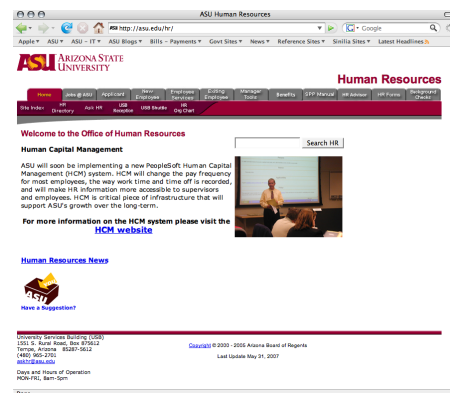 ASU Human Resources
http://asu.edu/hr/
Google
Apple ASU ASU - IT ASU Blogs Bills - Payments Govt Sites News Reference Sites Sinilia Sites Latest Headlines
ASU ARIZONA STATE
UNIVERSITY
Human Resources
Home Jobs @ ASU Applicant New Employee Employee Services Exiting Employee Manager Tools Benefits SPP Manual HR Advisor HR Forms Background Checks
Site Index HR Directory Ask HR USB Reception USB Shuttle HR Org Chart
Welcome to the Office of Human Resources
Search HR
Human Capital Management
ASU will soon be implementing a new PeopleSoft Human Capital
Management (HCM) system. HCM will change the pay frequency
for most employees, the way work time and time off is recorded,
and will make HR information more accessible to supervisors
and employees. HCM is critical piece of infrastructure that will
support ASU's growth over the long-term.
For more information on the HCM system please visit the
HCM website
Human Resources News
ASU
Have a Suggestion?
University Services Building (USB)
1551 S. Rural Road, Box 875612
Tempe, Arizona 85287-5612
(480) 965-2701
askhr@asu.edu
Copyright © 2000 - 2005 Arizona Board of Regents
Last Update May 31, 2007
Days and Hours of Operation
MON-FRI, 8am-5pm